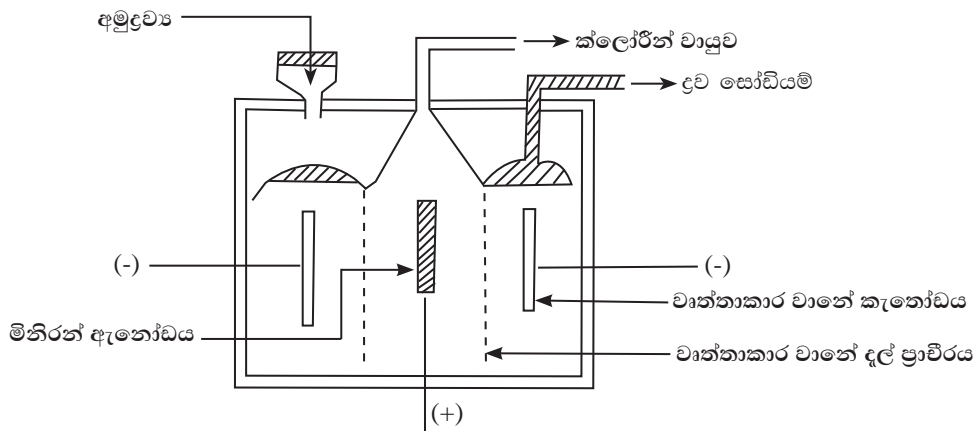 අමුද්‍රව්‍ය
ක්ලෝරීන් වායුව
ද්‍රව සෝඩියම්
(-)
(-)
වෘත්තාකාර වානේ කැතෝඩය
මිනිරන් ඇනෝඩය
වෘත්තාකාර වානේ දැල් ප්‍රාචීරය
(+)